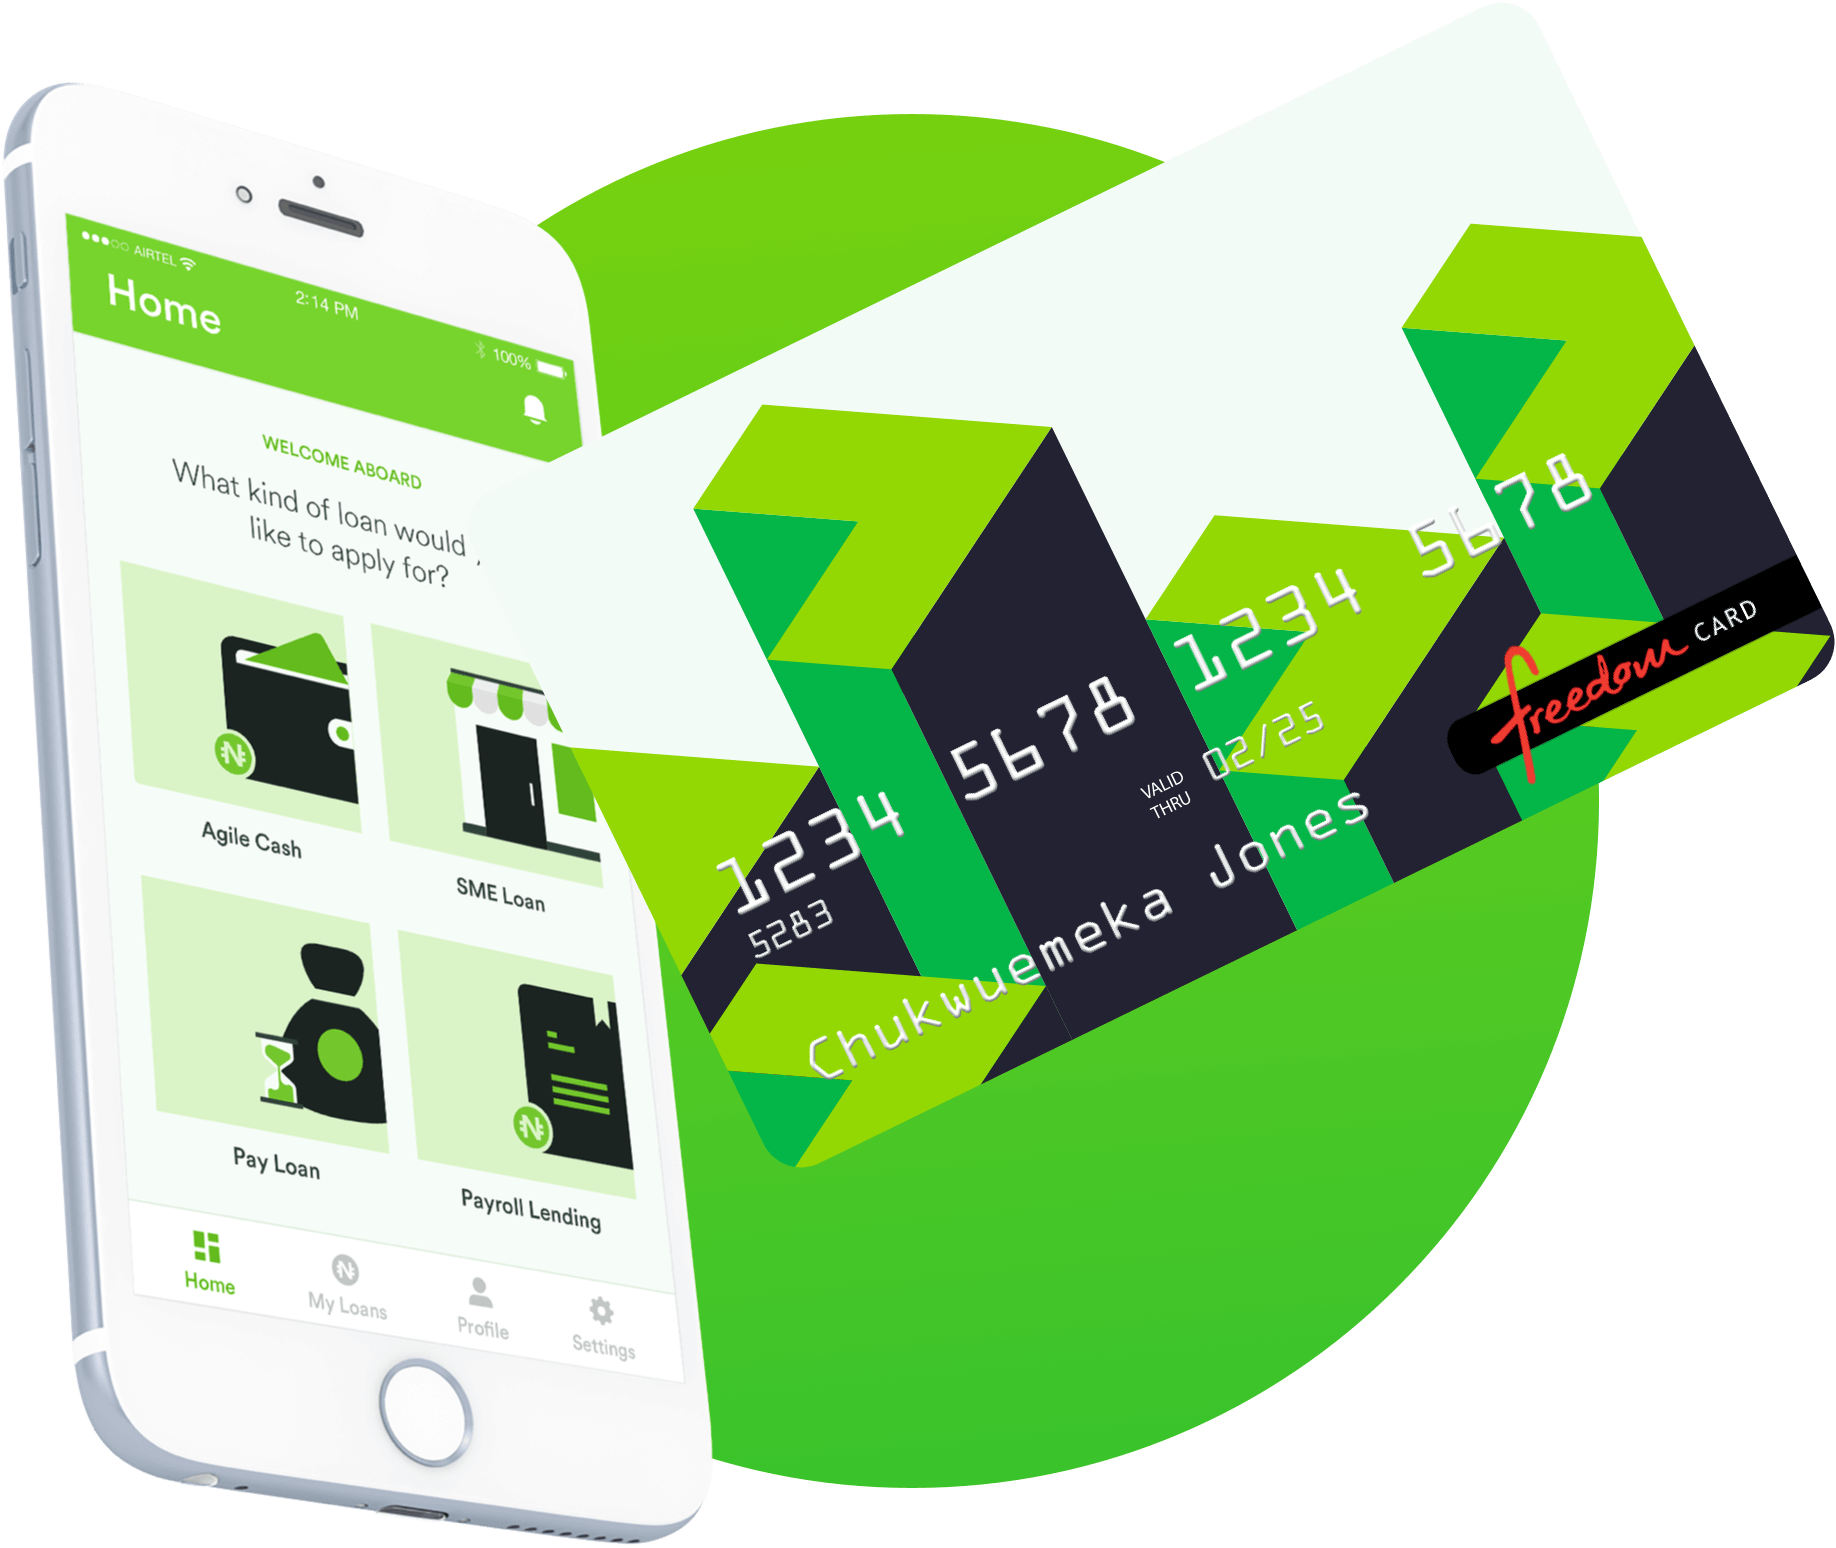 AIRTEL
2:14 PM
100%
Home
WELCOME ABOARD
What kind of loan would
like to apply for?
Agile Cash
SME Loan
Pay Loan
Payroll Lending
Home
My Loans
Profile
Settings
1234 5678 1234 5678
5283
VALID
THRU
02/25
Chukwuemeka Jones
freedom CARD